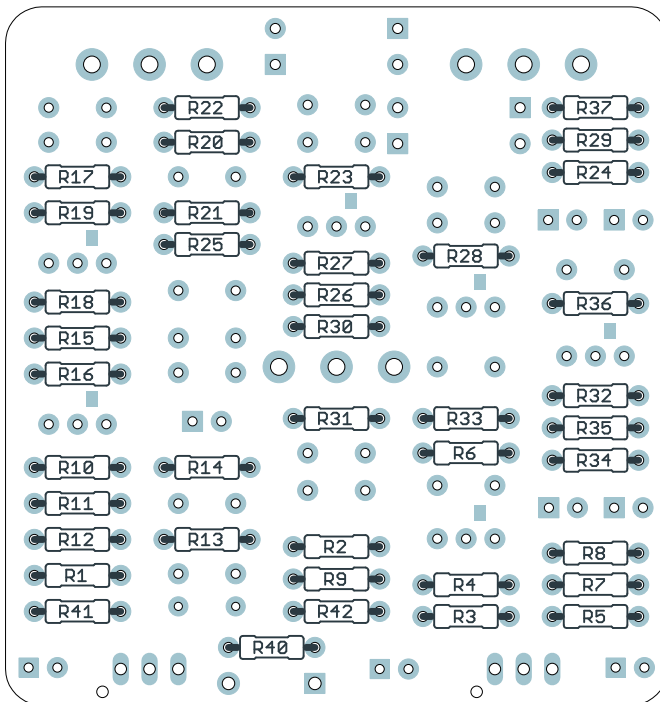 R22 R37
R20 R29
R17 R23 R24
R19 R21
R25 R28
R27
R18 R26 R36
R15 R30
R16
R32
R31 R33 R35
R6 R34
R10 R14
R11
R12 R13 R2 R8
R1 R9 R4 R7
R41 R42 R3 R5
R40